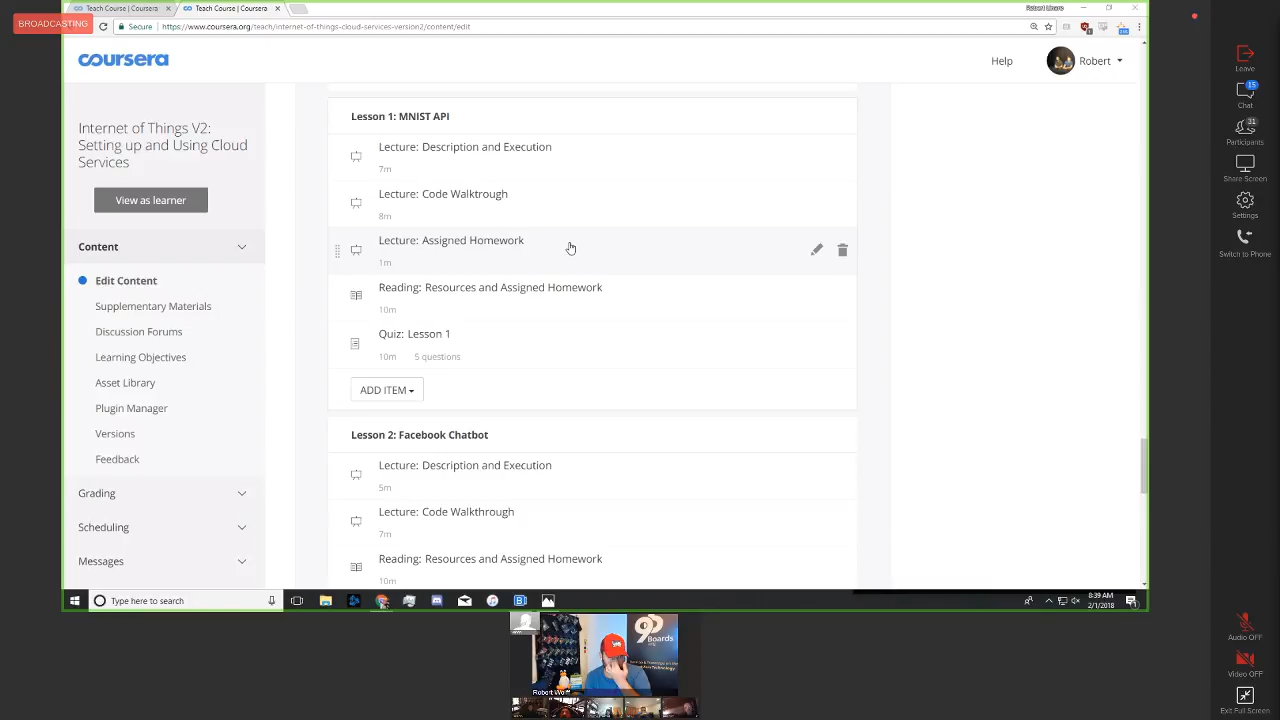 BROADCASTING
Teach Course | Coursera
Teach Course | Coursera
Secure
https://www.coursera.org/teach/internet-of-things-cloud-services-version2/content/edit
coursera
Help
Robert
Internet of Things V2:
Setting up and Using Cloud
Services
View as learner
Content
Edit Content
Supplementary Materials
Discussion Forums
Learning Objectives
Asset Library
Plugin Manager
Versions
Feedback
Grading
Scheduling
Messages
Lesson 1: MNIST API
Lecture: Description and Execution
7m
Lecture: Code Walktrough
8m
Lecture: Assigned Homework
1m
Reading: Resources and Assigned Homework
10m
Quiz: Lesson 1
10m 5 questions
ADD ITEM
Lesson 2: Facebook Chatbot
Lecture: Description and Execution
5m
Lecture: Code Walkthrough
7m
Reading: Resources and Assigned Homework
10m
Type here to search
8:39 AM
2/1/2018
Leave
15
Chat
31
Participants
Share Screen
Settings
Switch to Phone
Audio OFF
Video OFF
Exit Full Screen
96
Boards
Robert Wolff